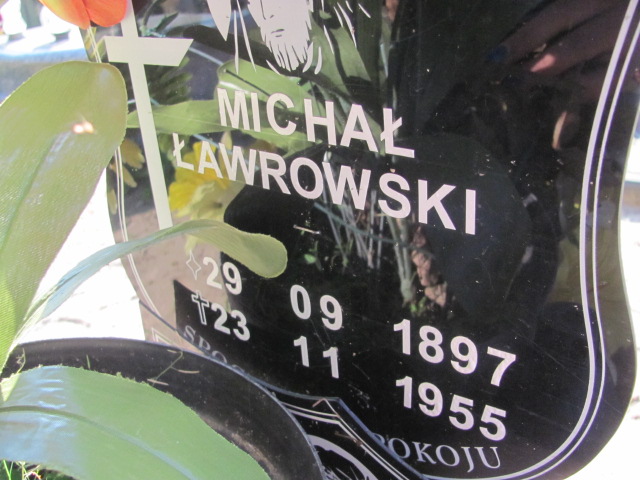 MICHAŁ
ŁAWROWSKI
29 09 1897
✝23 11 1955
POKOJU